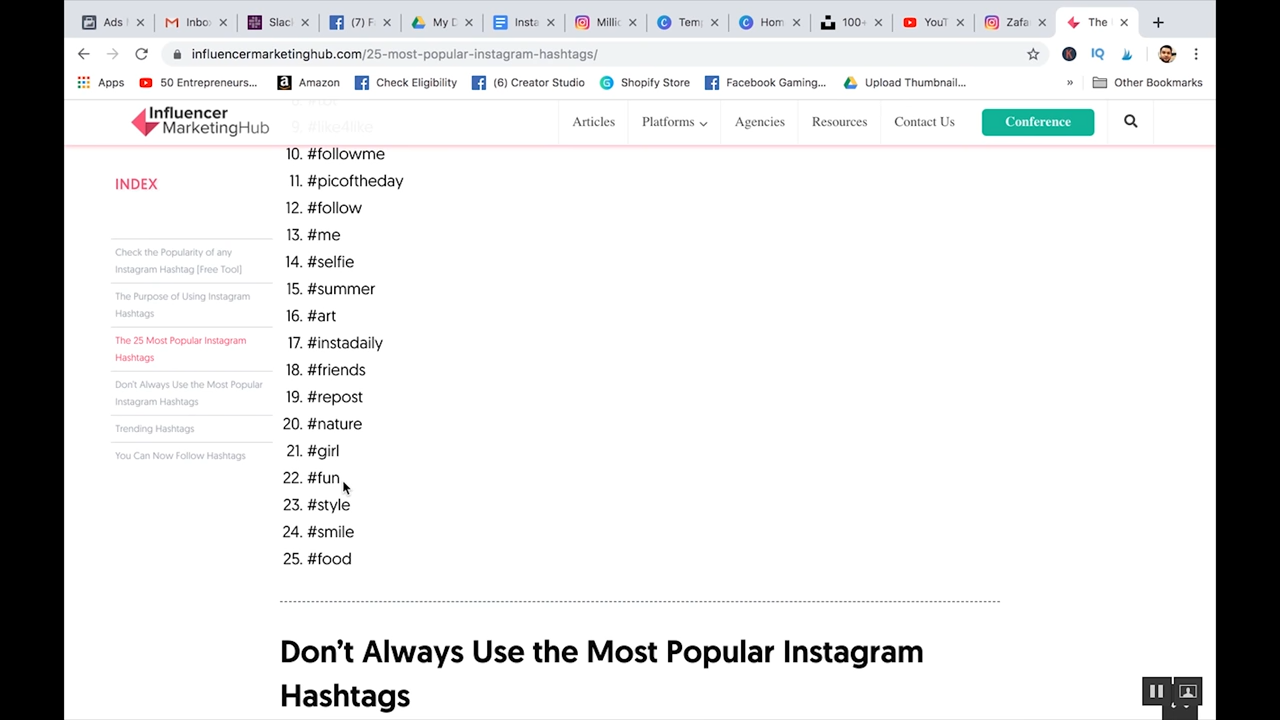 Ads
Inbo
Slac
(7) F
My D
Insta
Milli
Tem
Hom
100+
YouT
Zafa
The
influencermarketinghub.com/25-most-popular-instagram-hashtags/
IQ
Apps
50 Entrepreneurs...
Amazon
Check Eligibility
(6) Creator Studio
Shopify Store
Facebook Gaming...
Upload Thumbnail...
»
Other Bookmarks
Influencer
MarketingHub
Articles
Platforms
Agencies
Resources
Contact Us
Conference
9. #like4like
10. #followme
11. #picoftheday
12. #follow
13. #me
14. #selfie
15. #summer
16. #art
17. #instadaily
18. #friends
19. #repost
20. #nature
21. #girl
22. #fun
23. #style
24. #smile
25. #food
INDEX
Check the Popularity of any
Instagram Hashtag [Free Tool]
The Purpose of Using Instagram
Hashtags
The 25 Most Popular Instagram
Hashtags
Don't Always Use the Most Popular
Instagram Hashtags
Trending Hashtags
You Can Now Follow Hashtags
Don't Always Use the Most Popular Instagram
Hashtags